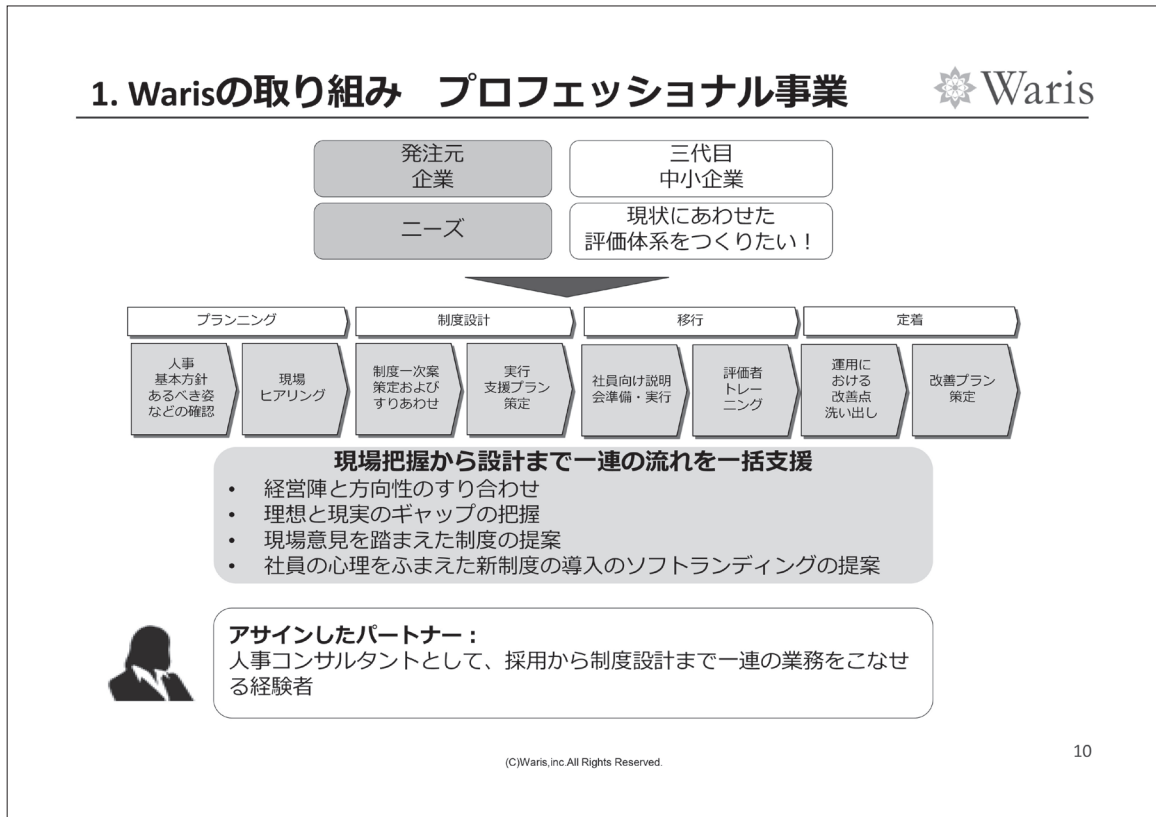 1. Warisの取り組み　プロフェッショナル事業
Waris
発注元
企業
三代目
中小企業
ニーズ
現状にあわせた
評価体系をつくりたい！
プランニング
制度設計
移行
定着
人事
基本方針
あるべき姿
などの確認
現場
ヒアリング
制度一次案
策定および
すりあわせ
実行
支援プラン
策定
社員向け説明
会準備・実行
評価者
トレー
ニング
運用に
おける
改善点
洗い出し
改善プラン
策定
現場把握から設計まで一連の流れを一括支援
• 経営陣と方向性のすり合わせ
• 理想と現実のギャップの把握
• 現場意見を踏まえた制度の提案
• 社員の心理をふまえた新制度の導入のソフトランディングの提案
アサインしたパートナー：
人事コンサルタントとして、採用から制度設計まで一連の業務をこなせ
る経験者
(C)Waris,inc.All Rights Reserved.
10